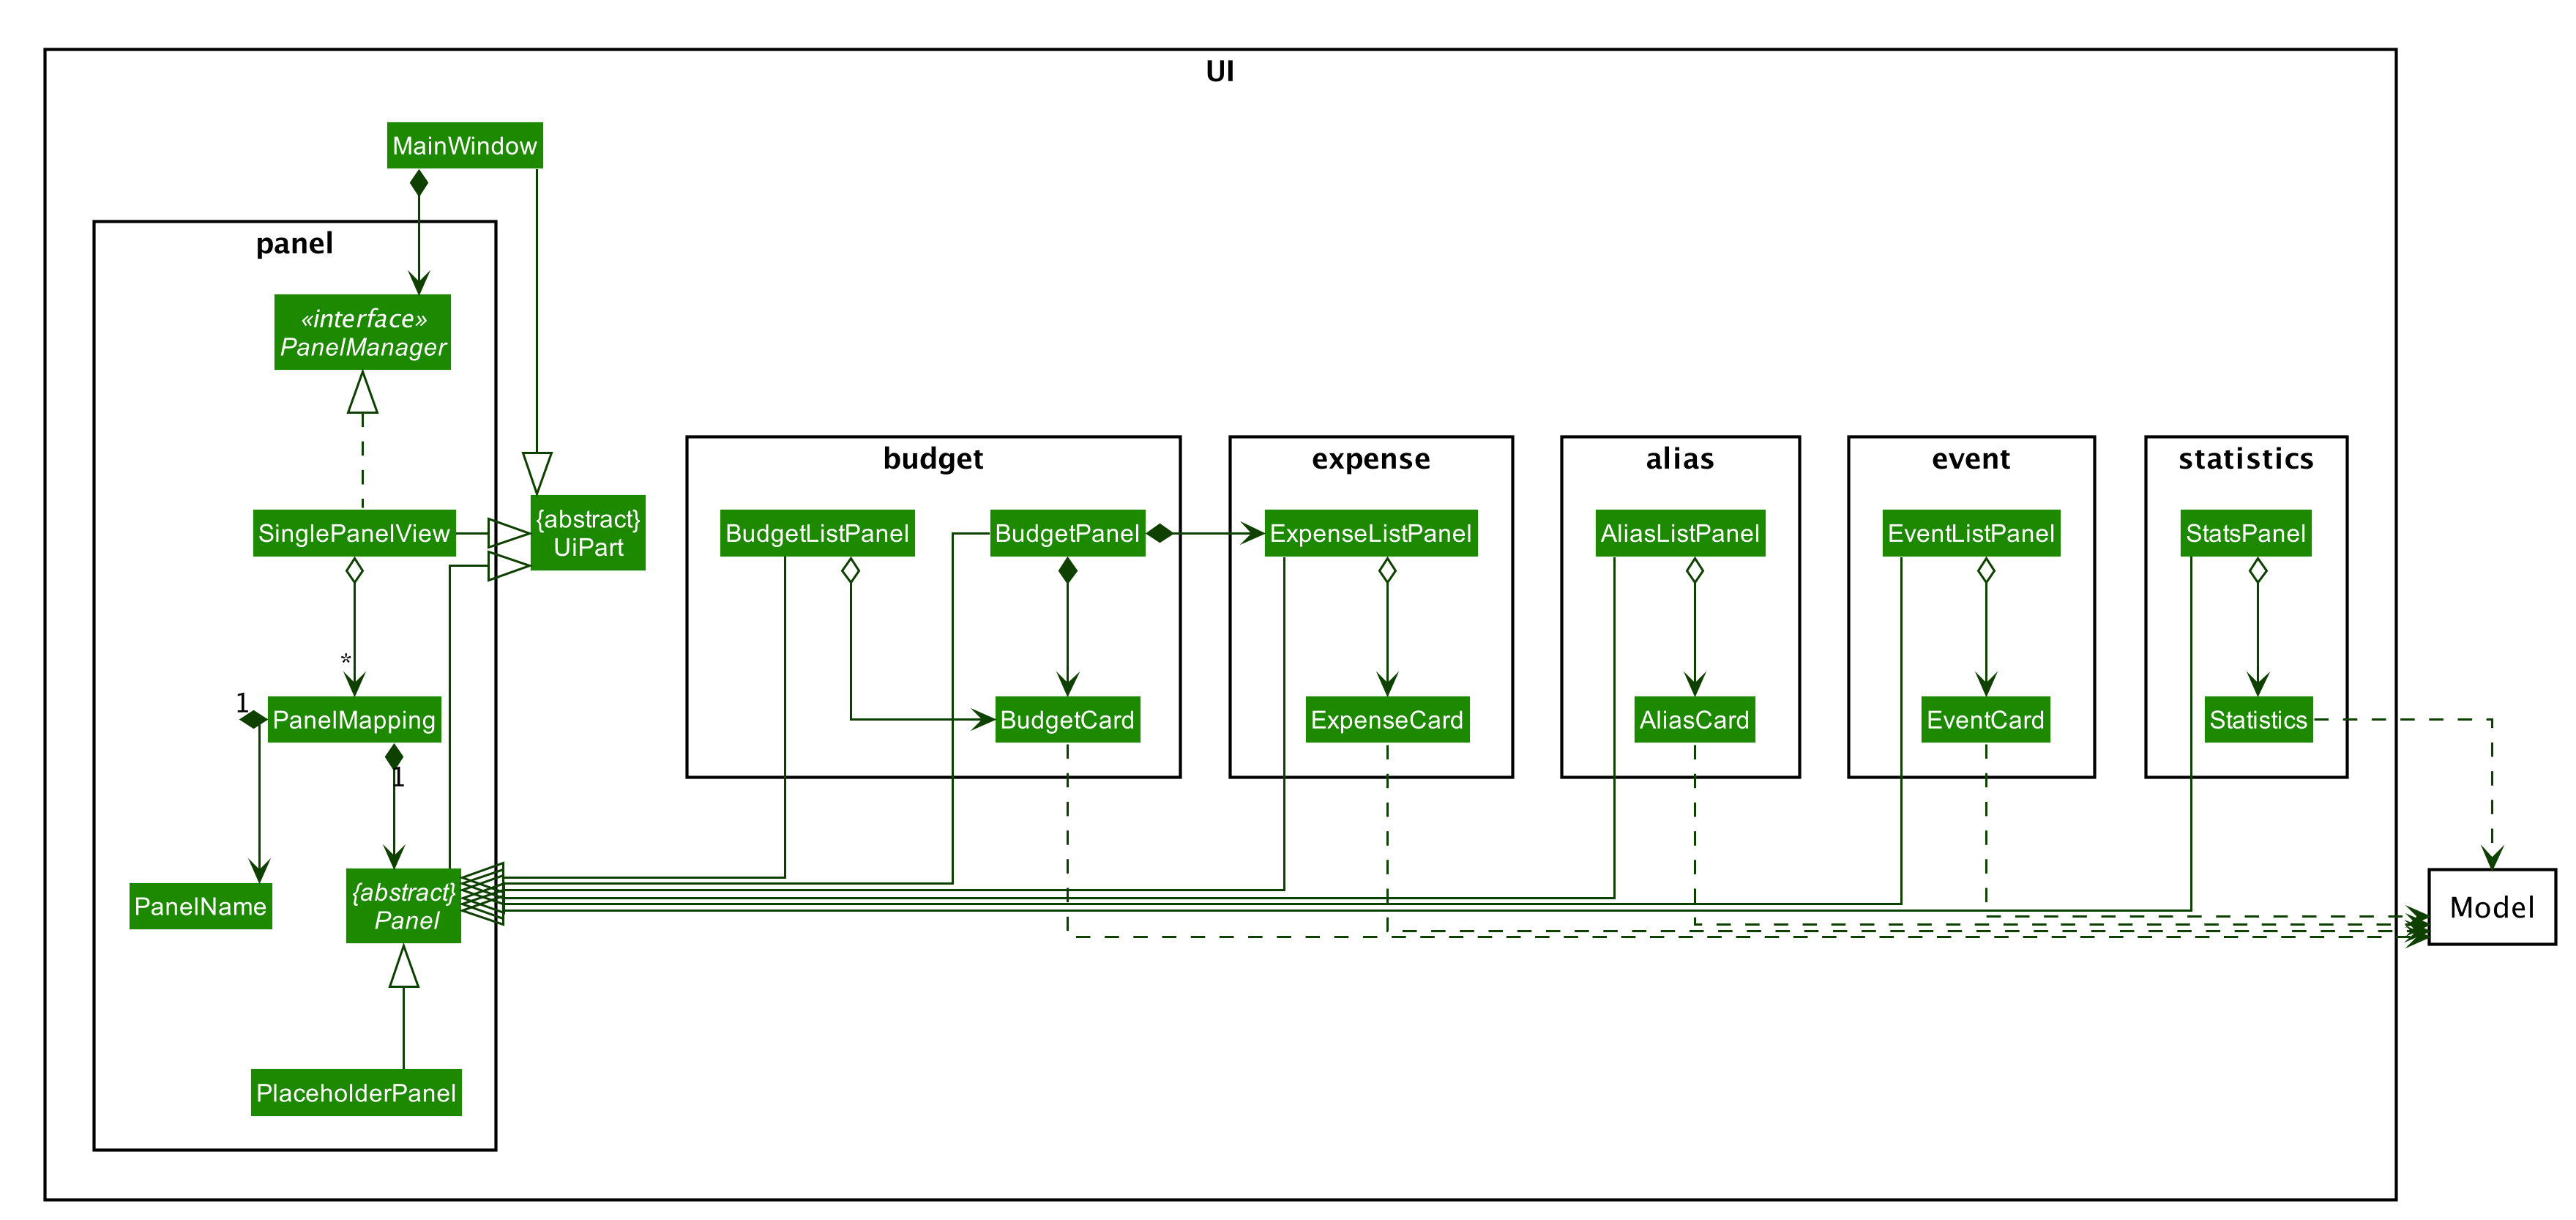 UI
MainWindow
panel
«interface»
PanelManager
SinglePanelView
{abstract}
UiPart
*
1
PanelMapping
1
PanelName
{abstract}
Panel
PlaceholderPanel
budget
BudgetListPanel
BudgetPanel
BudgetCard
expense
ExpenseListPanel
ExpenseCard
alias
AliasListPanel
AliasCard
event
EventListPanel
EventCard
statistics
StatsPanel
Statistics
Model